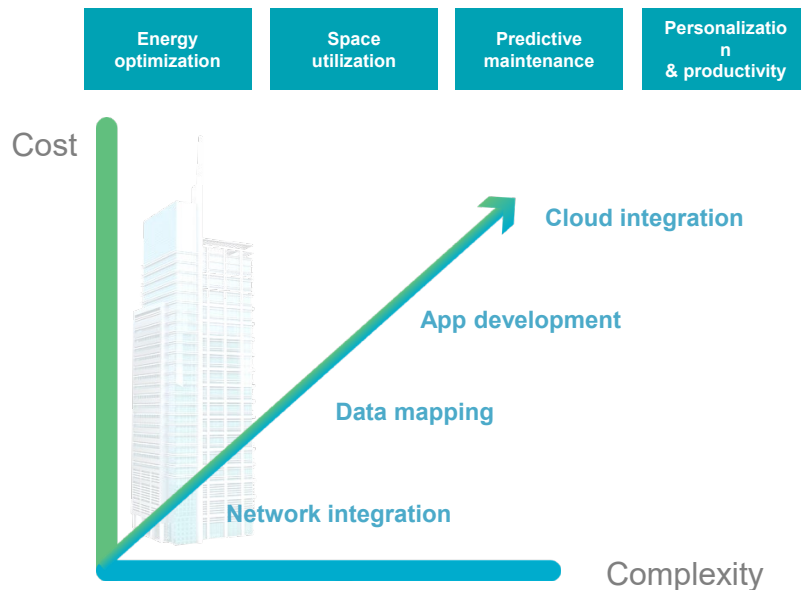 Energy
optimization
Space
utilization
Predictive
maintenance
Personalizatio
n
& productivity
Cost
Cloud integration
App development
Data mapping
Network integration
Complexity